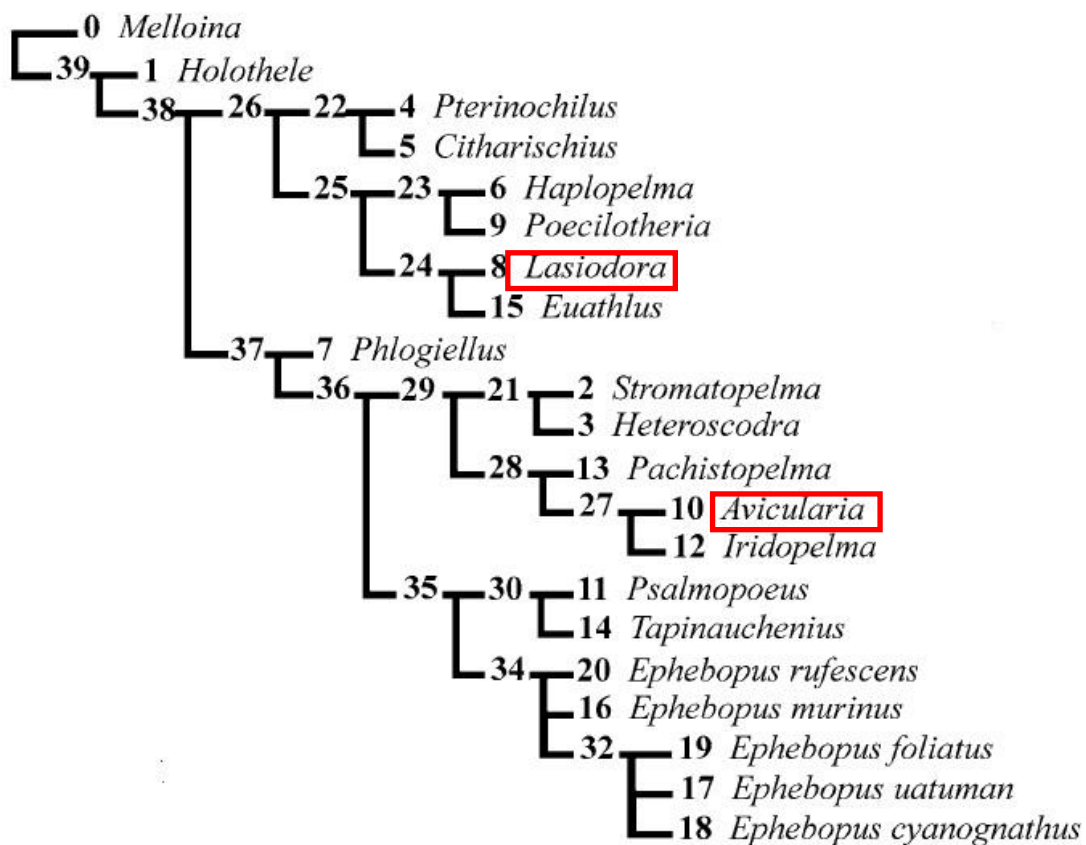 0 Melloina
39 1 Holothele
38 26 22 4 Pterinochilus
5 Citharischius
25 23 6 Haplopelma
9 Poecilotheria
24 8 Lasiodora
15 Euathlus
37 7 Phlogiellus
36 29 21 2 Stromatopelma
3 Heteroscodra
28 13 Pachistopelma
27 10 Avicularia
12 Iridopelma
35 30 11 Psalmopoeus
14 Tapinauchenius
34 20 Ephebopus rufescens
16 Ephebopus murinus
32 19 Ephebopus foliatus
17 Ephebopus uatuman
18 Ephebopus cyanognathus